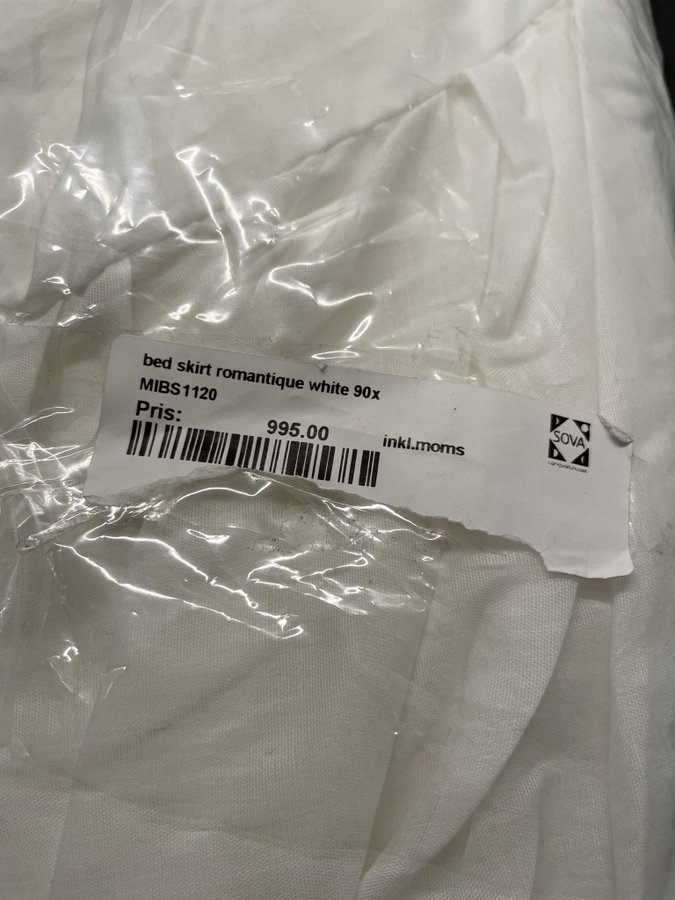 bed skirt romantique white 90x
MIBS1120
Pris: 995.00 inkl.moms
SOVA